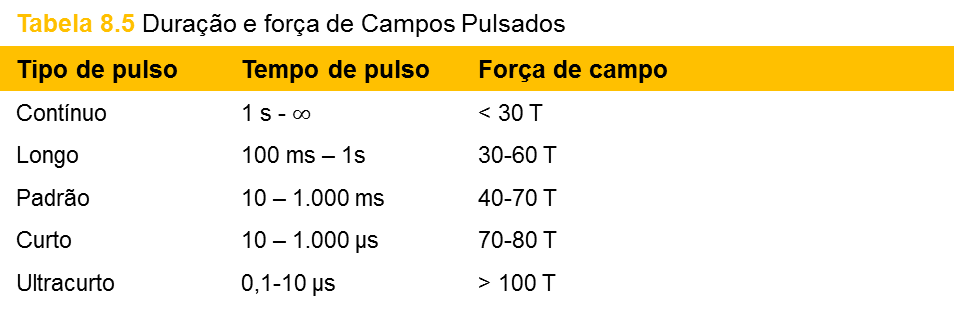 Tabela 8.5 Duração e força de Campos Pulsados
Tipo de pulso Tempo de pulso Força de campo
Contínuo 1 s - ∞ < 30 T
Longo 100 ms – 1s 30-60 T
Padrão 10 – 1.000 ms 40-70 T
Curto 10 – 1.000 µs 70-80 T
Ultracurto 0,1-10 µs > 100 T